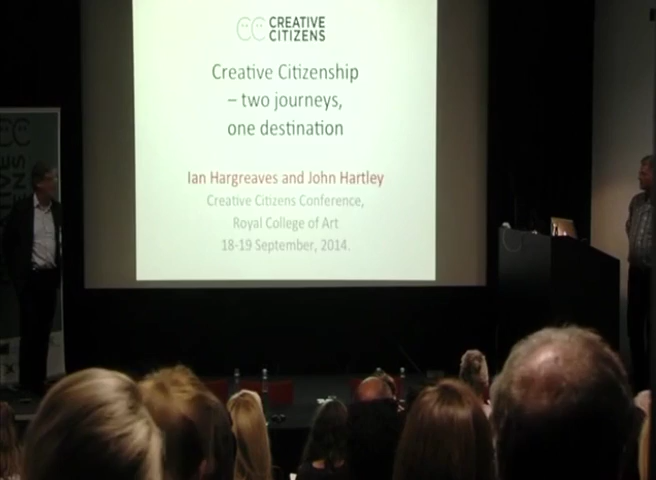 CREATIVE
CITIZENS
Creative Citizenship
– two journeys,
one destination
Ian Hargreaves and John Hartley
Creative Citizens Conference,
Royal College of Art
18-19 September, 2014.